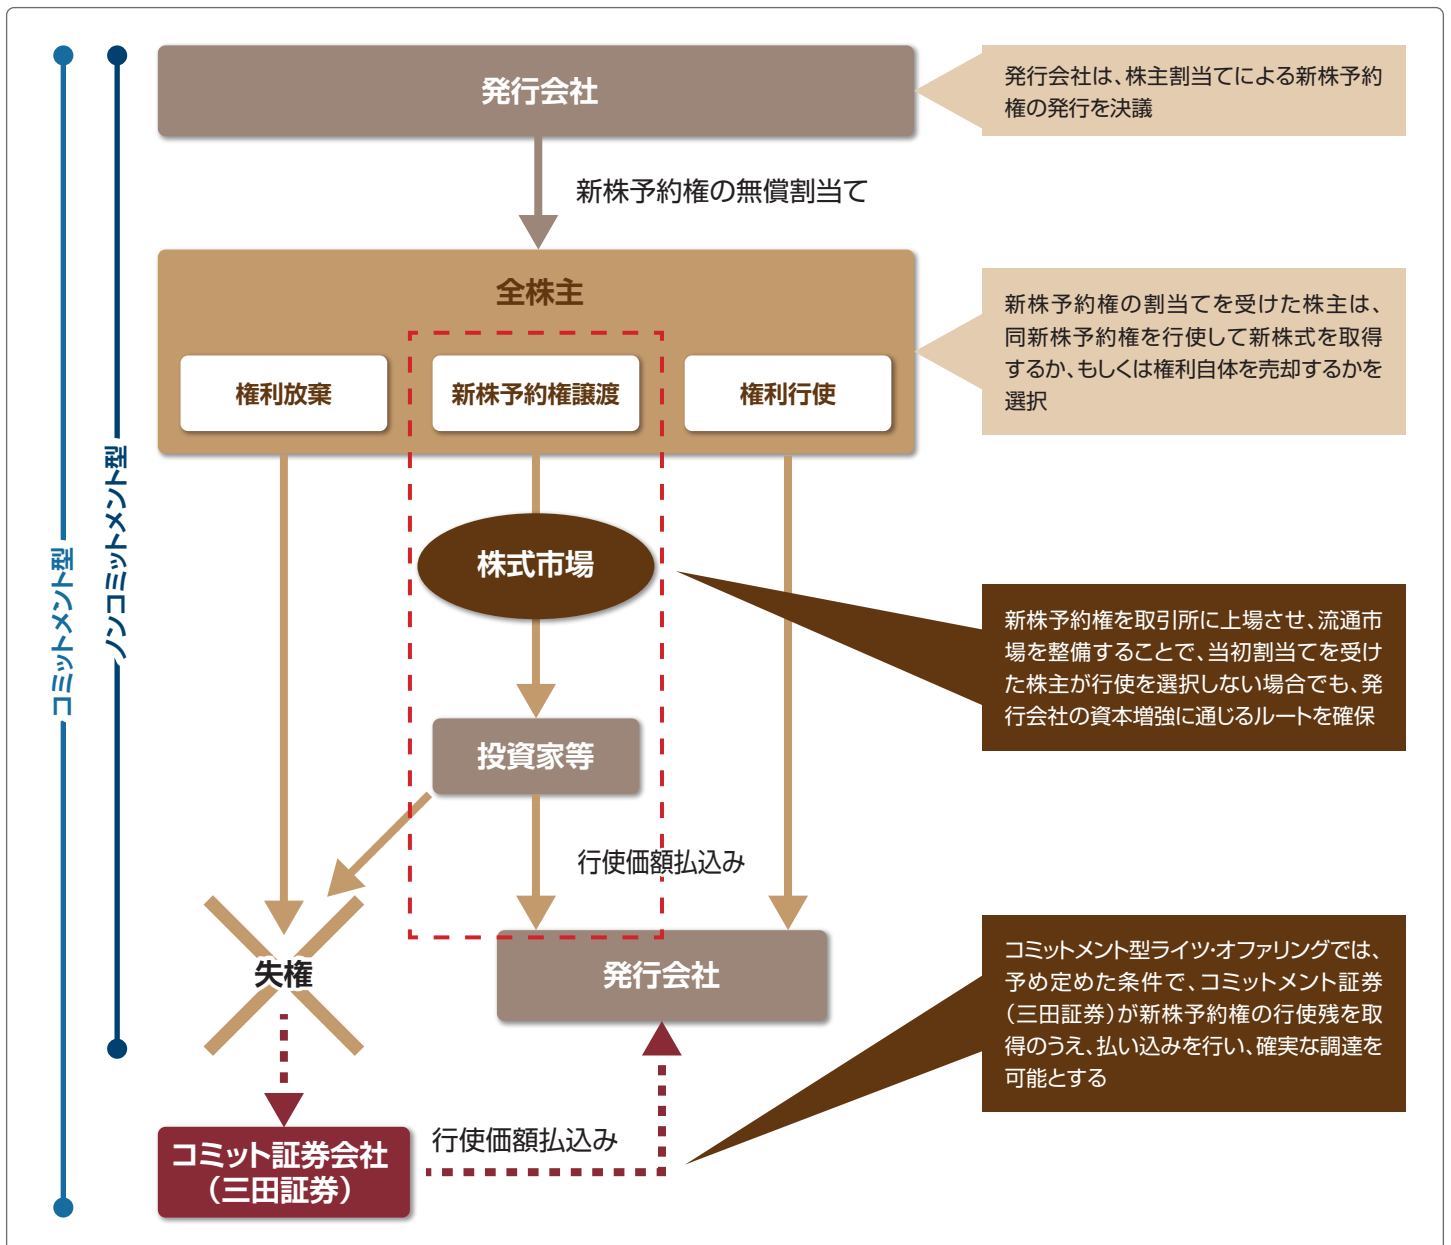 発行会社
発行会社は、株主割当てによる新株予約
権の発行を決議
新株予約権の無償割当て
全株主
権利放棄
新株予約権譲渡
権利行使
新株予約権の割当てを受けた株主は、
同新株予約権を行使して新株式を取得
するか、もしくは権利自体を売却するかを
選択
コミットメント型
ノンコミットメント型
株式市場
新株予約権を取引所に上場させ、流通市
場を整備することで、当初割当てを受け
た株主が行使を選択しない場合でも、発
行会社の資本増強に通じるルートを確保
投資家等
行使価額払込み
失権
発行会社
コミットメント型ライツ・オファリングでは、
予め定めた条件で、コミットメント証券
（三田証券）が新株予約権の行使残を取
得のうえ、払い込みを行い、確実な調達を
可能とする
コミット証券会社
（三田証券）
行使価額払込み